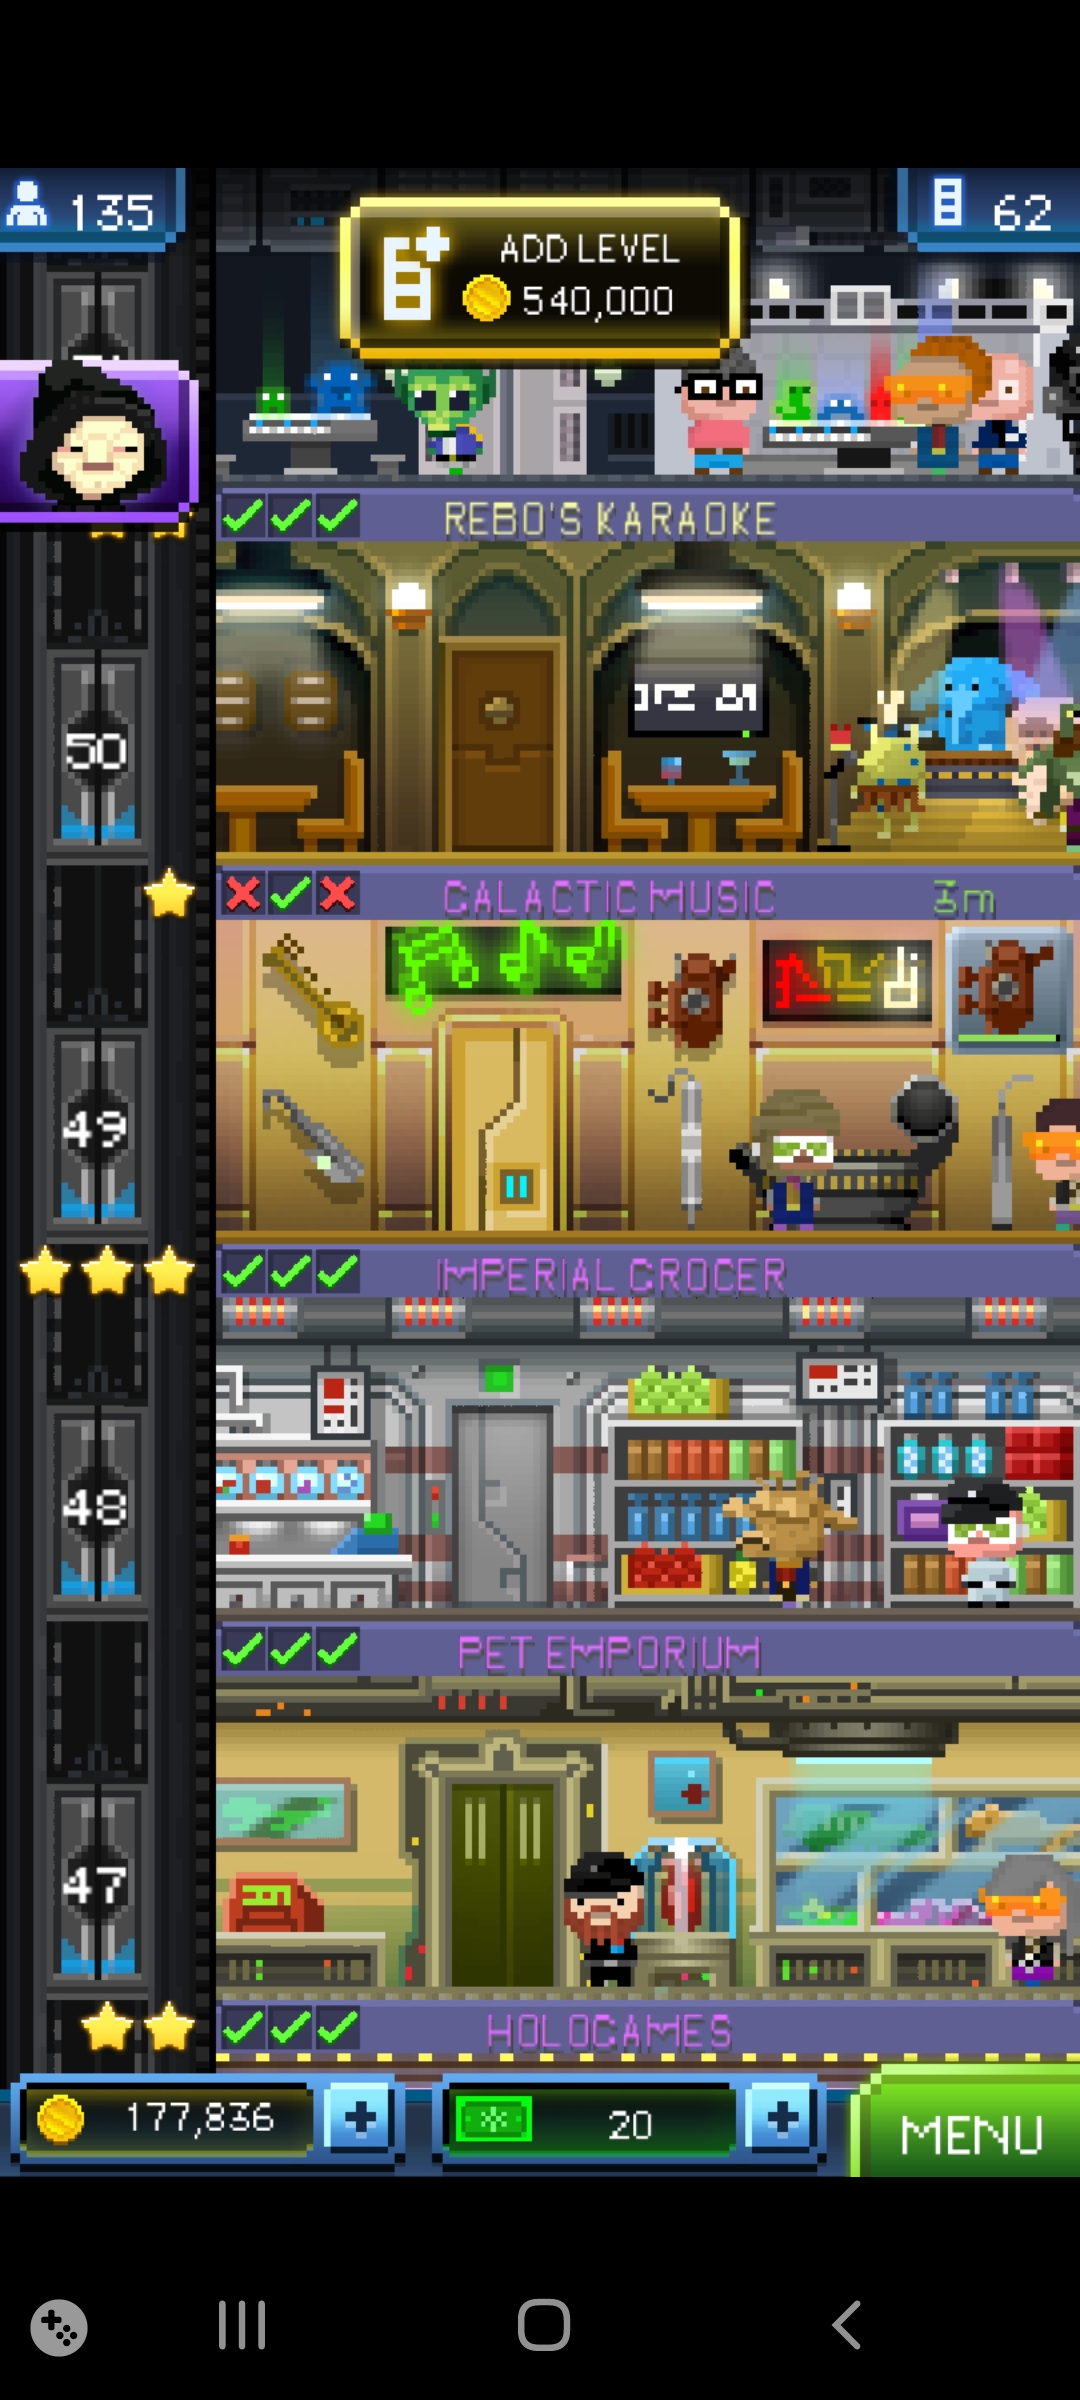 135
ADD LEVEL
540,000
62
REBO'S KARAOKE
50
GALACTIC MUSIC
3m
49
IMPERIAL GROCER
48
PET EMPORIUM
47
HOLOGAMES
177,836
20
MENU